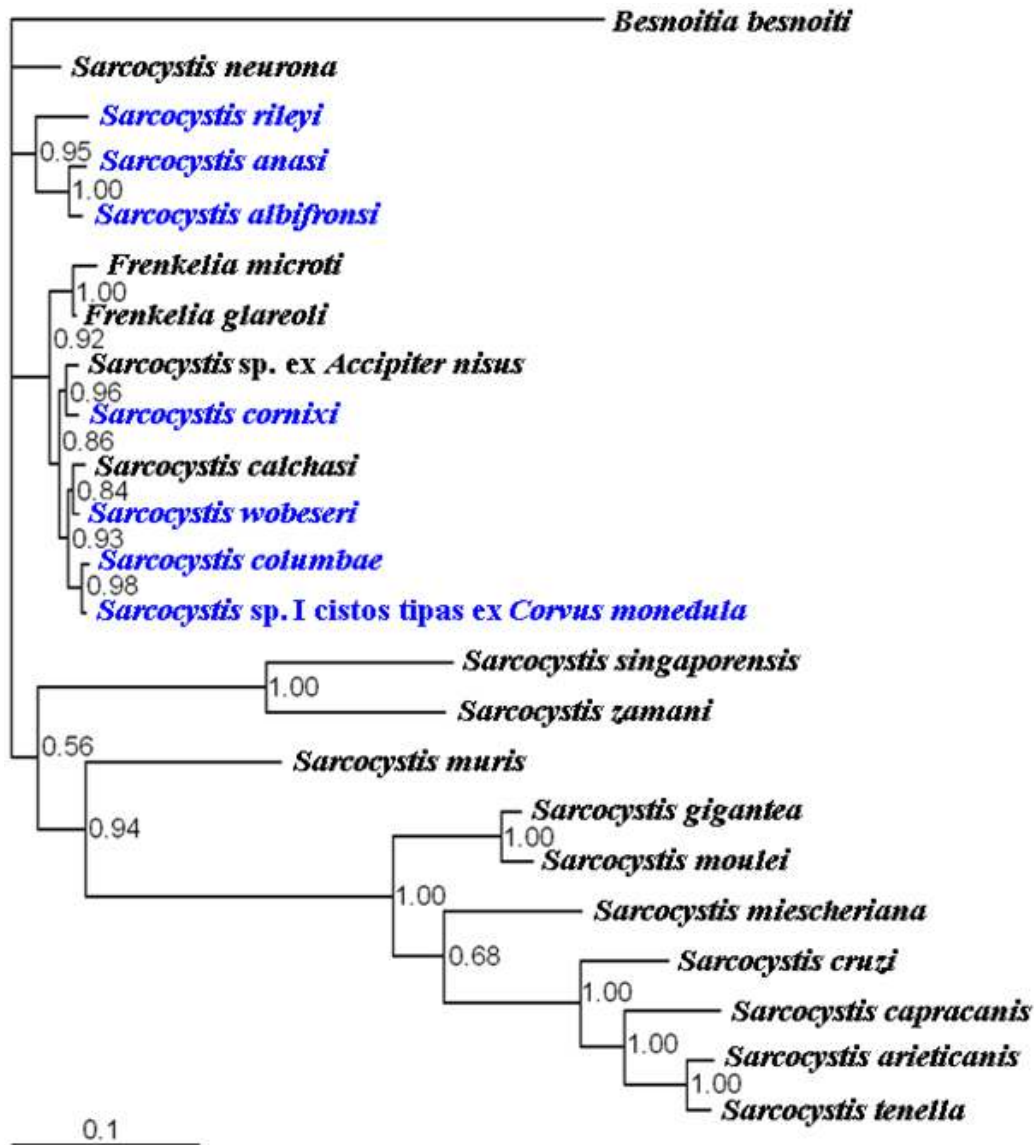 Besnoitia besnoiti
Sarcocystis neurona
Sarcocystis rileyi
0.95
Sarcocystis anasi
1.00
Sarcocystis albifronsi
Frenkelia microti
1.00
Frenkelia glareoli
0.92
Sarcocystis sp. ex Accipiter nisus
0.96
Sarcocystis cornixi
0.86
Sarcocystis calchasi
0.84
Sarcocystis wobeseri
0.93
Sarcocystis columbae
0.98
Sarcocystis sp. I cistos tipas ex Corvus monedula
Sarcocystis singaporensis
1.00
Sarcocystis zamani
0.56
Sarcocystis muris
0.94
Sarcocystis gigantea
1.00
Sarcocystis moulei
1.00
Sarcocystis miescheriana
0.68
Sarcocystis cruzi
1.00
Sarcocystis capracanis
1.00
Sarcocystis arieticanis
1.00
Sarcocystis tenella
0.1